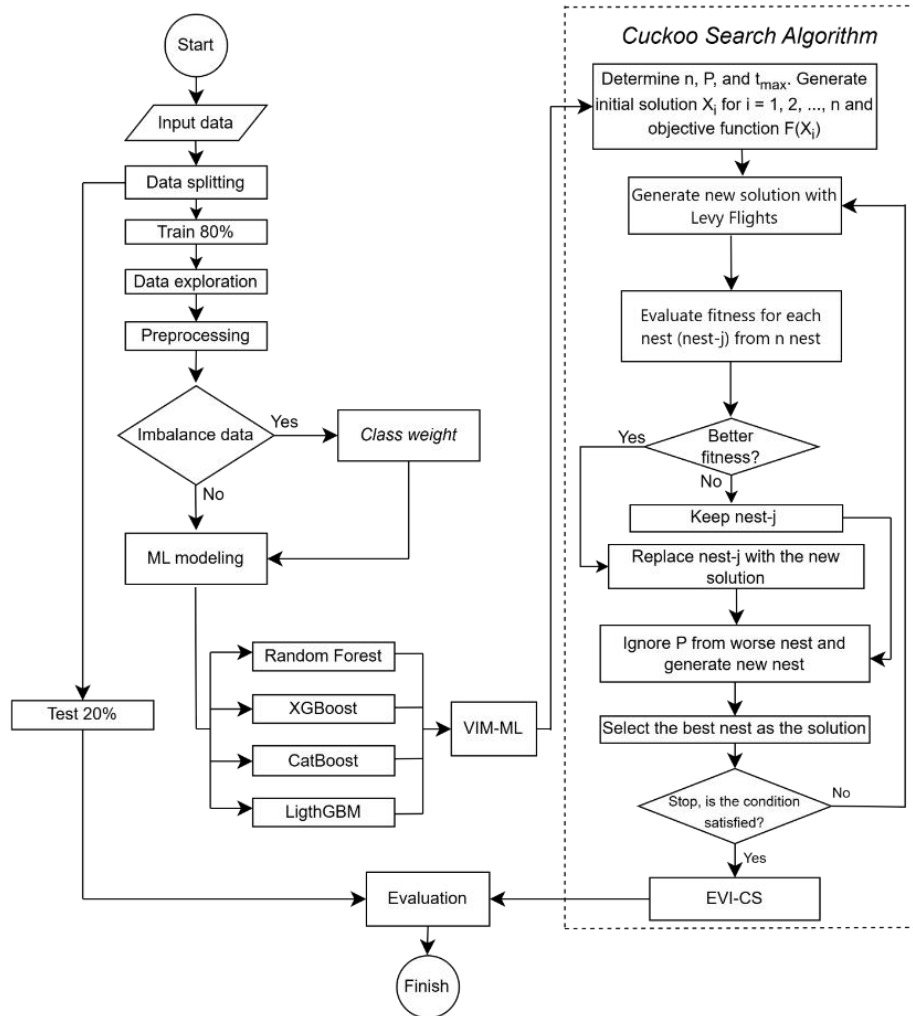 Start
Input data
Data splitting
Train 80%
Data exploration
Preprocessing
Imbalance data
Yes
Class weight
No
ML modeling
Random Forest
XGBoost
CatBoost
LigthGBM
VIM-ML
Test 20%
Cuckoo Search Algorithm
Determine n, P, and tmax. Generate
initial solution Xi for i = 1, 2, ..., n and
objective function F(Xi)
Generate new solution with
Levy Flights
Evaluate fitness for each
nest (nest-j) from n nest
Better
fitness?
Yes
No
Keep nest-j
Replace nest-j with the new
solution
Ignore P from worse nest and
generate new nest
Select the best nest as the solution
Stop, is the condition
satisfied?
No
Yes
EVI-CS
Evaluation
Finish